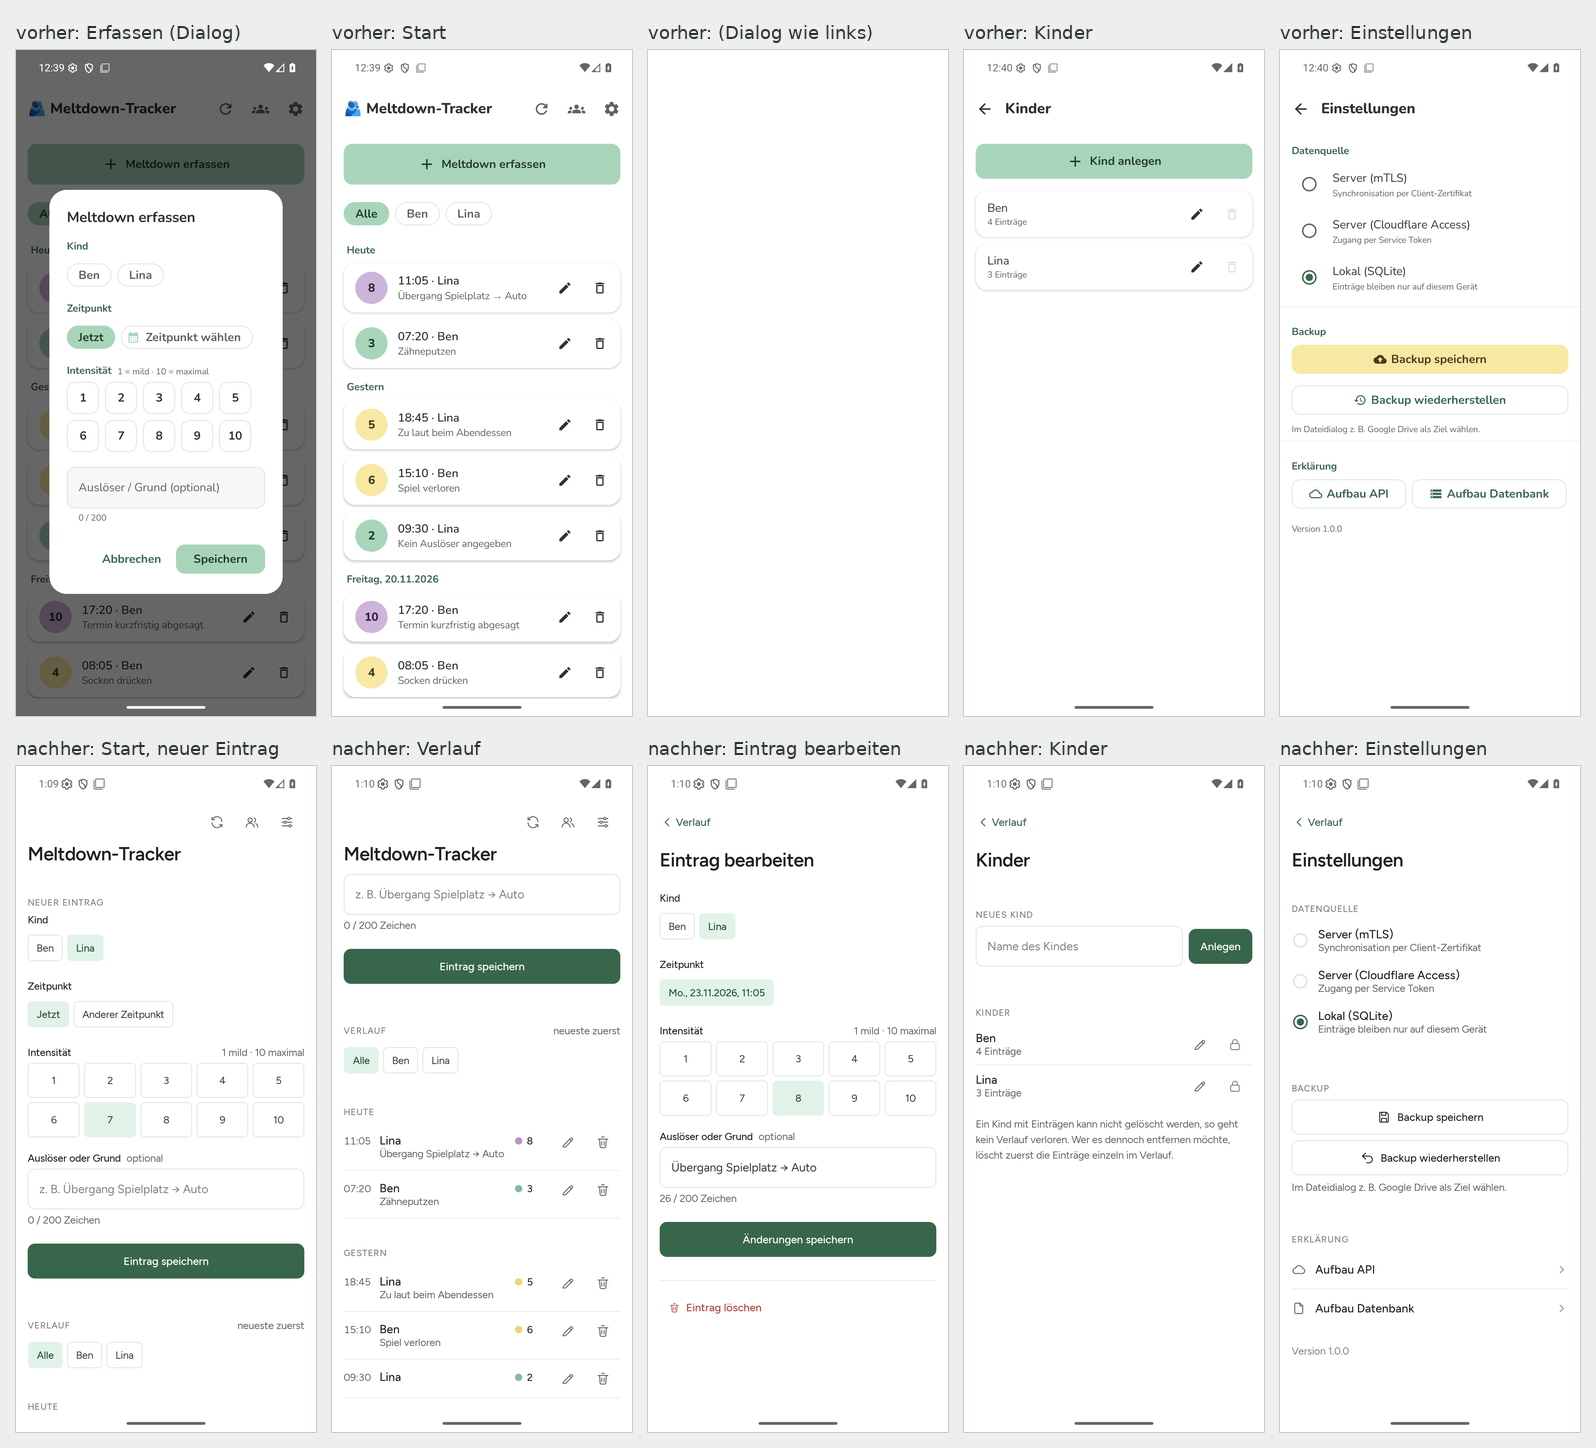 vorher: Erfassen (Dialog)
12:39
Meltdown-Tracker
+ Meltdown erfassen
Meltdown erfassen
Kind
Ben
Lina
Zeitpunkt
Jetzt
Zeitpunkt wählen
Intensität 1 = mild · 10 = maximal
1 2 3 4 5
6 7 8 9 10
Auslöser / Grund (optional)
0 / 200
Abbrechen
Speichern
10
17:20 · Ben
Termin kurzfristig abgesagt
4
08:05 · Ben
Socken drücken
vorher: Start
12:39
Meltdown-Tracker
+ Meltdown erfassen
Alle Ben Lina
Heute
8
11:05 · Lina
Übergang Spielplatz → Auto
3
07:20 · Ben
Zähneputzen
Gestern
5
18:45 · Lina
Zu laut beim Abendessen
6
15:10 · Ben
Spiel verloren
2
09:30 · Lina
Kein Auslöser angegeben
Freitag, 20.11.2026
10
17:20 · Ben
Termin kurzfristig abgesagt
4
08:05 · Ben
Socken drücken
vorher: (Dialog wie links)
vorher: Kinder
12:40
Kinder
+ Kind anlegen
Ben
4 Einträge
Lina
3 Einträge
vorher: Einstellungen
12:40
Einstellungen
Datenquelle
Server (mTLS)
Synchronisation per Client-Zertifikat
Server (Cloudflare Access)
Zugang per Service Token
Lokal (SQLite)
Einträge bleiben nur auf diesem Gerät
Backup
Backup speichern
Backup wiederherstellen
Im Dateidialog z. B. Google Drive als Ziel wählen.
Erklärung
Aufbau API
Aufbau Datenbank
Version 1.0.0
nachher: Start, neuer Eintrag
1:09
Meltdown-Tracker
NEUER EINTRAG
Kind
Ben Lina
Zeitpunkt
Jetzt Anderer Zeitpunkt
Intensität 1 mild · 10 maximal
1 2 3 4 5
6 7 8 9 10
Auslöser oder Grund optional
z. B. Übergang Spielplatz → Auto
0 / 200 Zeichen
Eintrag speichern
VERLAUF neueste zuerst
Alle Ben Lina
HEUTE
nachher: Verlauf
1:10
Meltdown-Tracker
z. B. Übergang Spielplatz → Auto
0 / 200 Zeichen
Eintrag speichern
VERLAUF neueste zuerst
Alle Ben Lina
HEUTE
11:05 Lina 8
Übergang Spielplatz → Auto
07:20 Ben 3
Zähneputzen
GESTERN
18:45 Lina 5
Zu laut beim Abendessen
15:10 Ben 6
Spiel verloren
09:30 Lina 2
nachher: Eintrag bearbeiten
1:10
Verlauf
Eintrag bearbeiten
Kind
Ben Lina
Zeitpunkt
Mo., 23.11.2026, 11:05
Intensität 1 mild · 10 maximal
1 2 3 4 5
6 7 8 9 10
Auslöser oder Grund optional
Übergang Spielplatz → Auto
26 / 200 Zeichen
Änderungen speichern
Eintrag löschen
nachher: Kinder
1:10
Verlauf
Kinder
NEUES KIND
Name des Kindes
Anlegen
KINDER
Ben
4 Einträge
Lina
3 Einträge
Ein Kind mit Einträgen kann nicht gelöscht werden, so geht
kein Verlauf verloren. Wer es dennoch entfernen möchte,
löscht zuerst die Einträge einzeln im Verlauf.
nachher: Einstellungen
1:10
Verlauf
Einstellungen
DATENQUELLE
Server (mTLS)
Synchronisation per Client-Zertifikat
Server (Cloudflare Access)
Zugang per Service Token
Lokal (SQLite)
Einträge bleiben nur auf diesem Gerät
BACKUP
Backup speichern
Backup wiederherstellen
Im Dateidialog z. B. Google Drive als Ziel wählen.
ERKLÄRUNG
Aufbau API
Aufbau Datenbank
Version 1.0.0